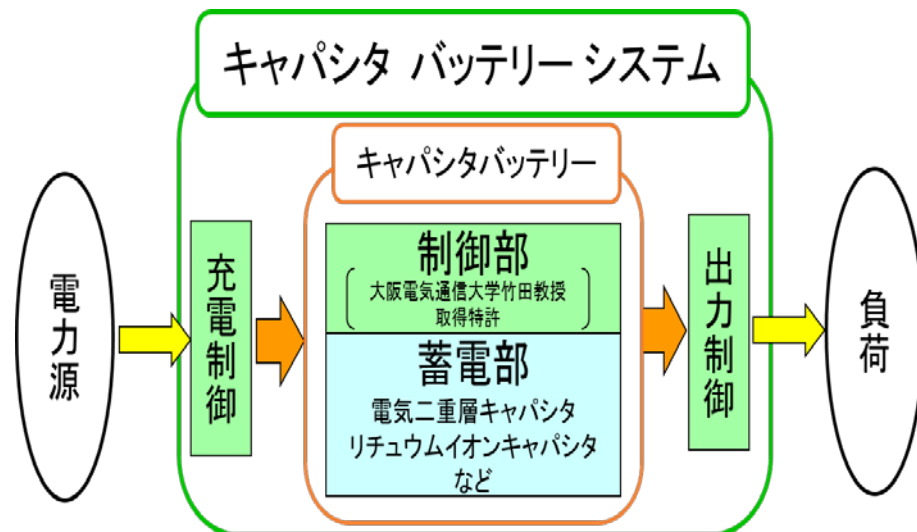 キャパシタ バッテリー システム
キャパシタバッテリー
電力源
充電制御
制御部
大阪電気通信大学竹田教授
取得特許
蓄電部
電気二重層キャパシタ
リチュウムイオンキャパシタ
など
出力制御
負荷